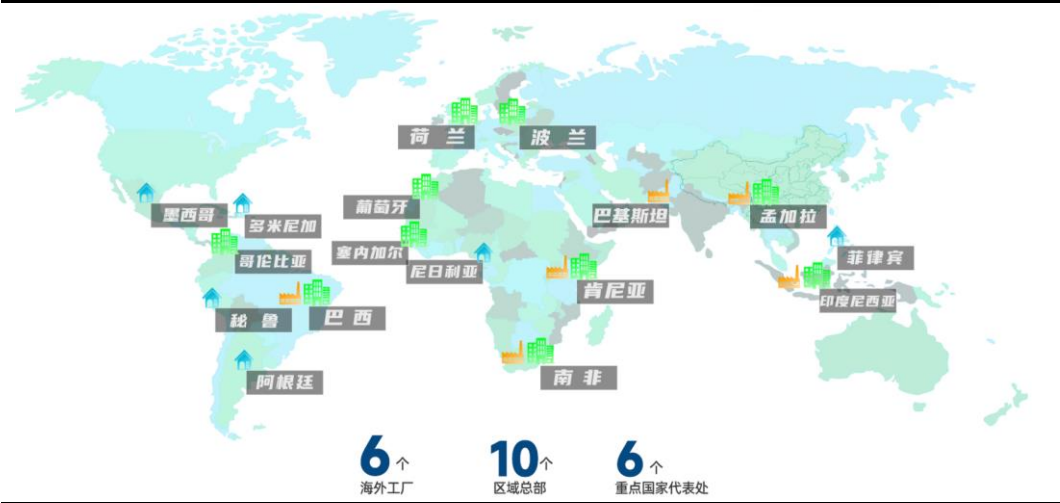 荷兰
波兰
葡萄牙
巴基斯坦
孟加拉
墨西哥
多米尼加
塞内加尔
哥伦比亚
尼日利亚
菲律宾
肯尼亚
印度尼西亚
秘鲁
巴西
阿根廷
南非
6个
海外工厂
10个
区域总部
6个
重点国家代表处